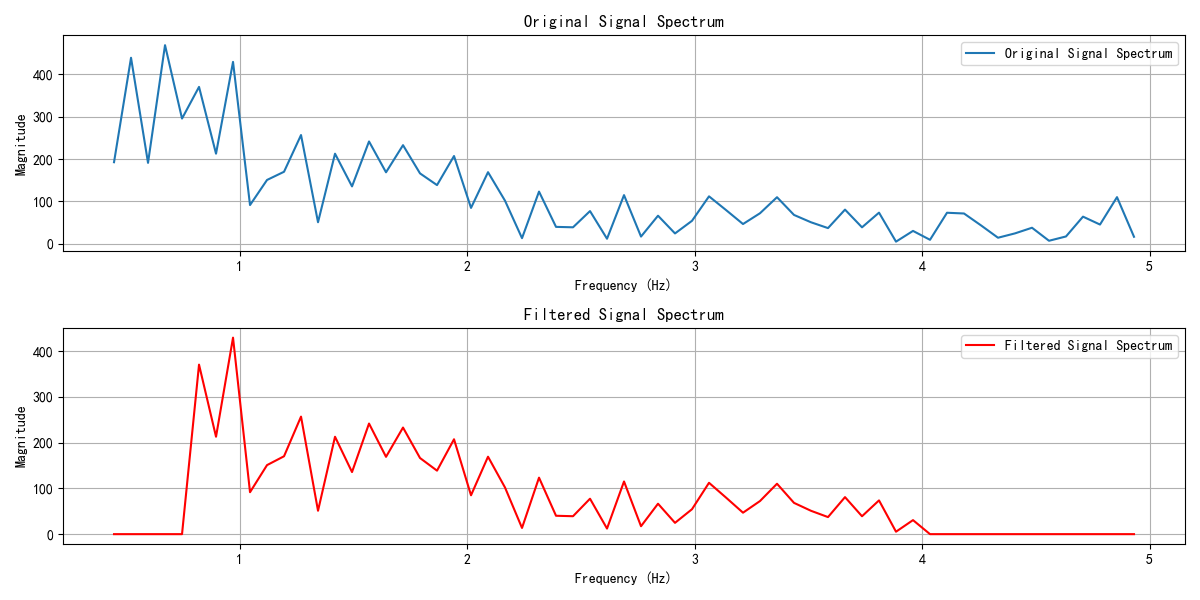 Original Signal Spectrum
Original Signal Spectrum
Magnitude
400
300
200
100
0
1 2 3 4 5
Frequency (Hz)
Filtered Signal Spectrum
Filtered Signal Spectrum
Magnitude
400
300
200
100
0
1 2 3 4 5
Frequency (Hz)